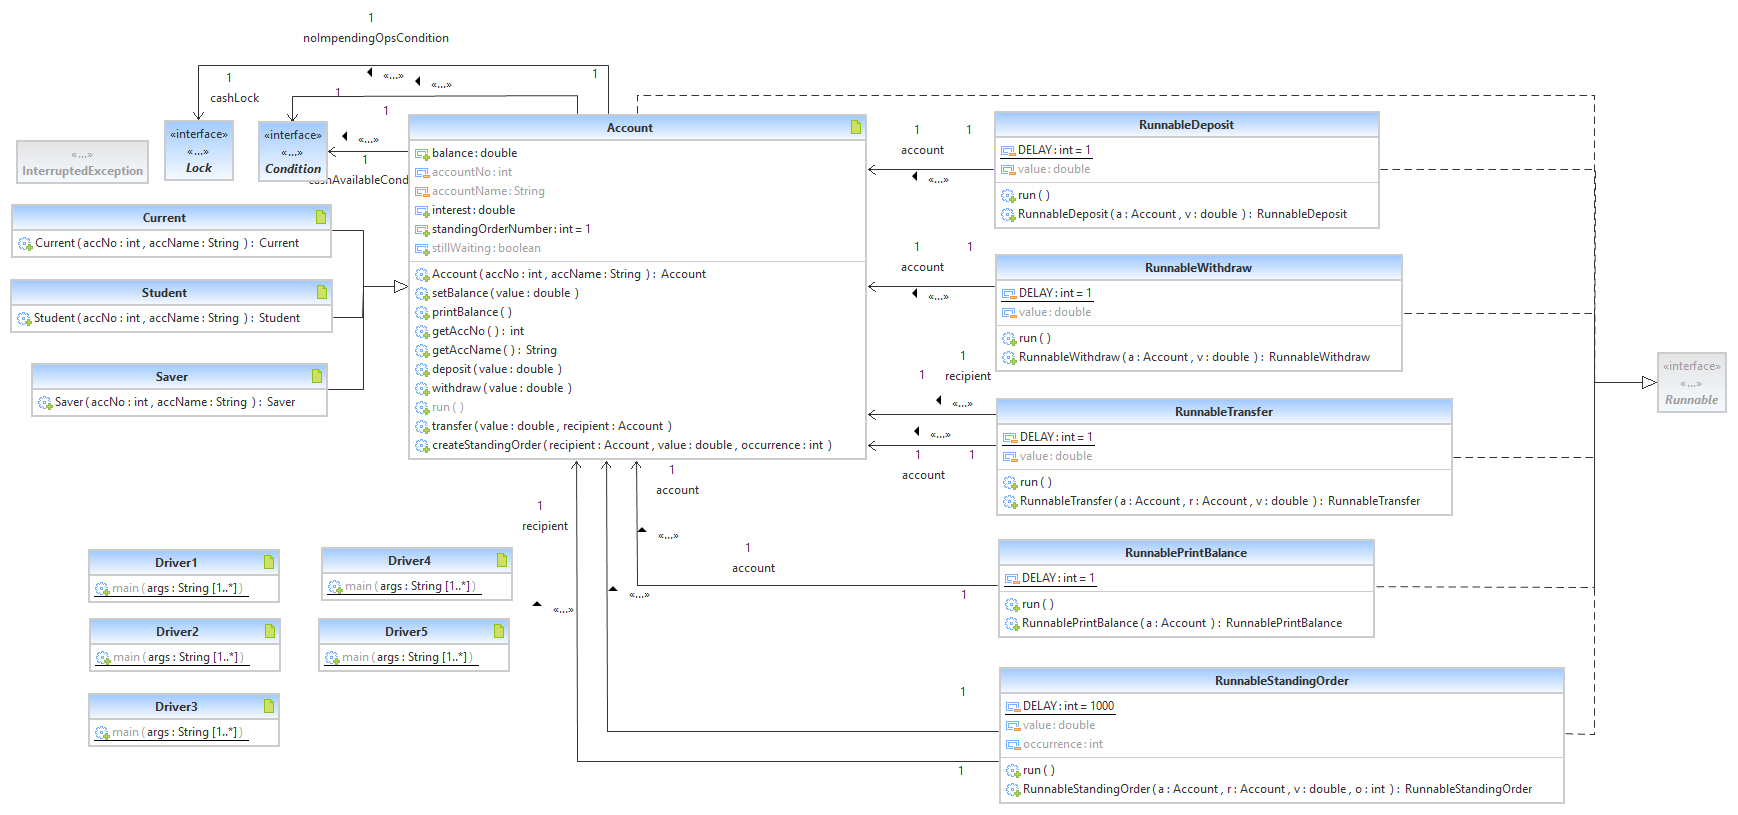 1
noImpendingOpsCondition
1
1
«...»
«...»
cashLock
1
1
«...»
1
cashAvailableCond
«interface»
«...»
Lock
«interface»
«...»
Condition
«...»
InterruptedException
Account
balance : double
accountNo : int
accountName : String
interest : double
standingOrderNumber : int = 1
stillWaiting : boolean
Account ( accNo : int , accName : String ) : Account
setBalance ( value : double )
printBalance ( )
getAccNo ( ) : int
getAccName ( ) : String
deposit ( value : double )
withdraw ( value : double )
run ( )
transfer ( value : double , recipient : Account )
createStandingOrder ( recipient : Account , value : double , occurrence : int )
Current
Current ( accNo : int , accName : String ) : Current
Student
Student ( accNo : int , accName : String ) : Student
Saver
Saver ( accNo : int , accName : String ) : Saver
1 1
account
«...»
RunnableDeposit
DELAY : int = 1
value : double
run ( )
RunnableDeposit ( a : Account , v : double ) : RunnableDeposit
1 1
account
«...»
RunnableWithdraw
DELAY : int = 1
value : double
run ( )
RunnableWithdraw ( a : Account , v : double ) : RunnableWithdraw
1
1 recipient
«...»
«...»
1 1
account
RunnableTransfer
DELAY : int = 1
value : double
run ( )
RunnableTransfer ( a : Account , r : Account , v : double ) : RunnableTransfer
«interface»
«...»
Runnable
1
account
1
recipient
«...»
1
account
«...»
«...»
1
RunnablePrintBalance
DELAY : int = 1
run ( )
RunnablePrintBalance ( a : Account ) : RunnablePrintBalance
1
1
RunnableStandingOrder
DELAY : int = 1000
value : double
occurrence : int
run ( )
RunnableStandingOrder ( a : Account , r : Account , v : double , o : int ) : RunnableStandingOrder
Driver1
main ( args : String [1..*] )
Driver4
main ( args : String [1..*] )
Driver2
main ( args : String [1..*] )
Driver5
main ( args : String [1..*] )
Driver3
main ( args : String [1..*] )